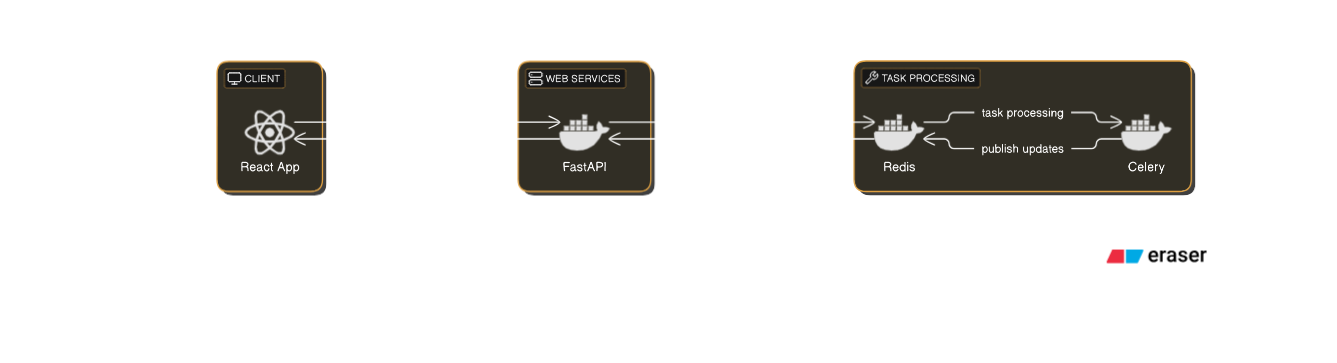 CLIENT
React App
WEB SERVICES
FastAPI
TASK PROCESSING
task processing
publish updates
Redis
Celery
eraser